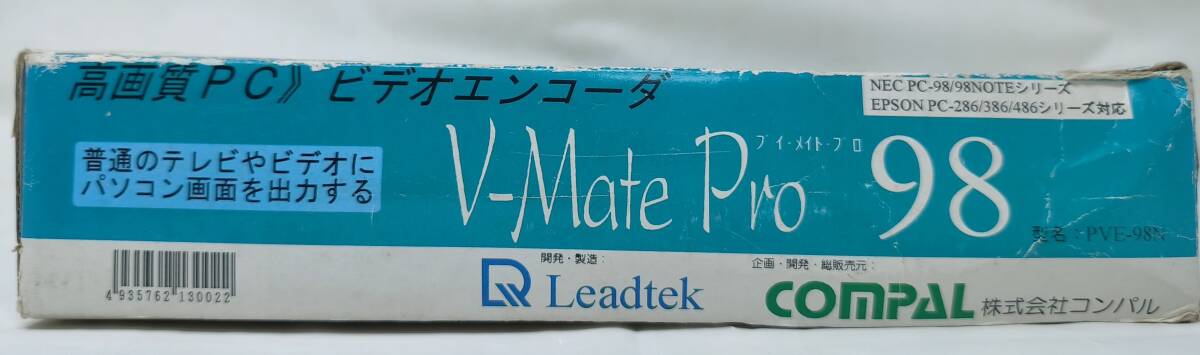 高画質PC》ビデオエンコーダ
NEC PC-98/98NOTEシリーズ
EPSON PC-286/386/486シリーズ対応
普通のテレビやビデオに
パソコン画面を出力する
ブイ・メイト・プロ
V-Mate Pro 98
型名：PVE-98N
開発・製造：
Leadtek
企画・開発・総販売元：
COMPAL 株式会社コンパル
4935762130022